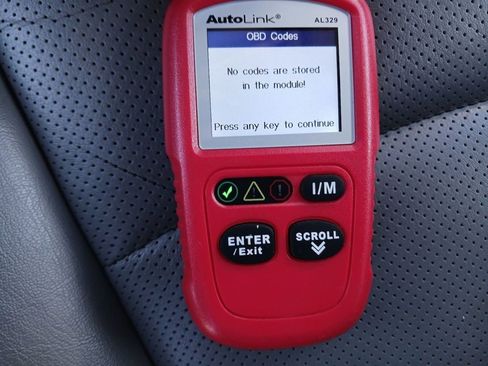 AutoLink® AL329
OBD Codes
No codes are stored
in the module!
Press any key to continue
I/M
ENTER
/Exit
SCROLL